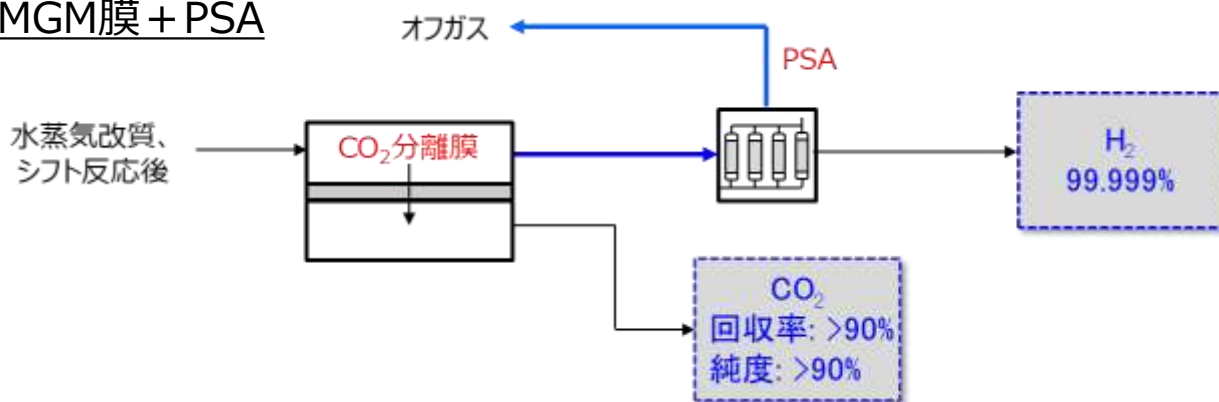 MGM膜＋PSA
オフガス
PSA
水蒸気改質、
シフト反応後
CO₂分離膜
H₂
99.999%
CO₂
回収率: >90%
純度: >90%